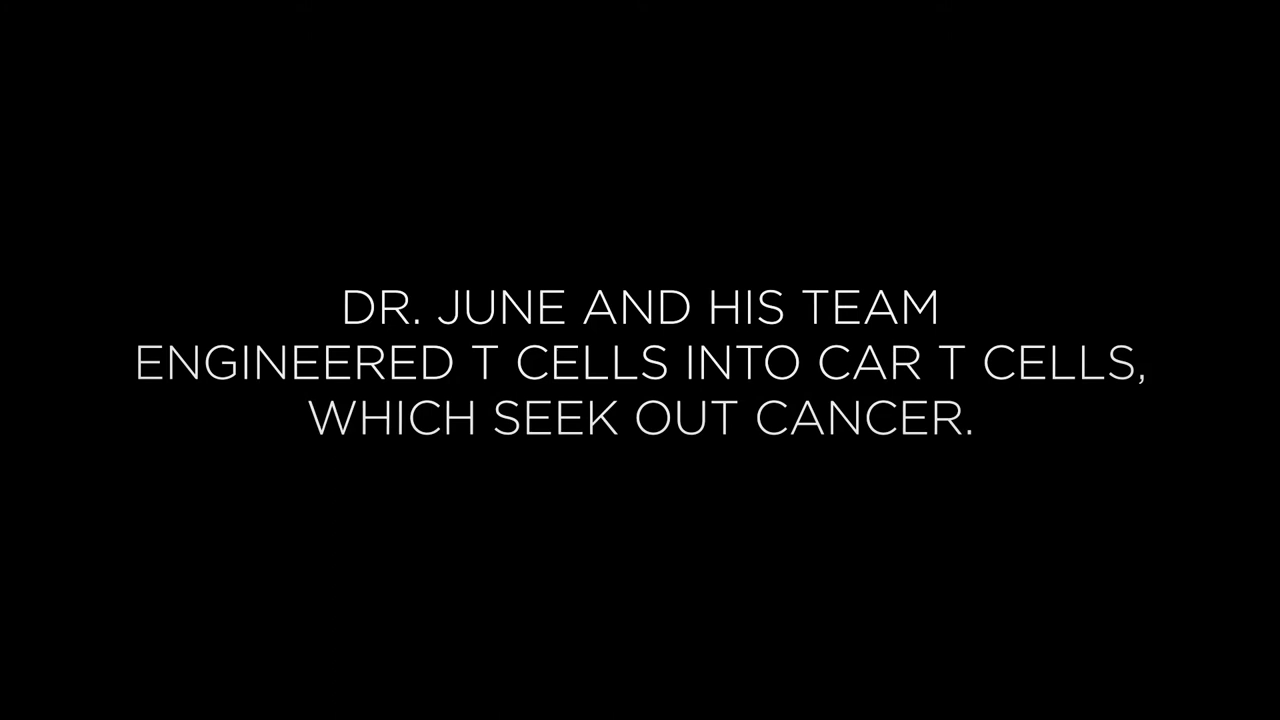 DR. JUNE AND HIS TEAM
ENGINEERED T CELLS INTO CAR T CELLS,
WHICH SEEK OUT CANCER.